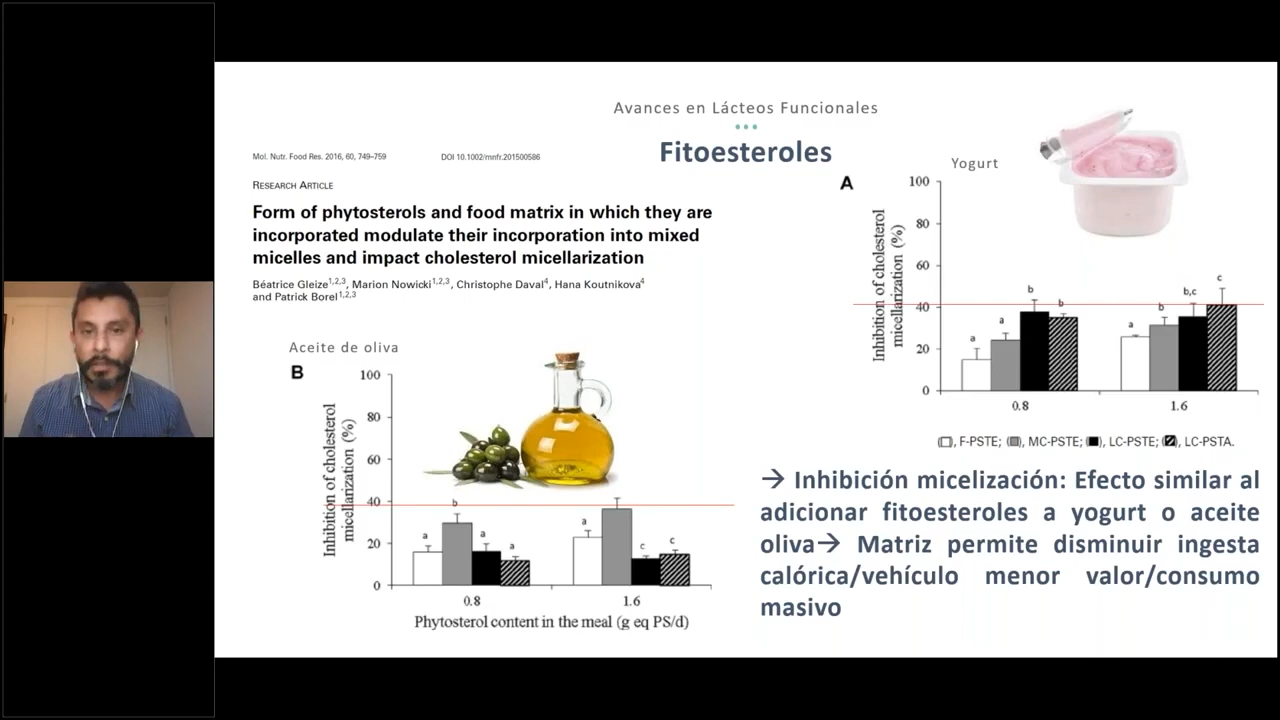 Avances en Lácteos Funcionales
Fitoesteroles
Mol. Nutr. Food Res. 2016, 60, 749–759
DOI 10.1002/mnfr.201500586
RESEARCH ARTICLE
Form of phytosterols and food matrix in which they are
incorporated modulate their incorporation into mixed
micelles and impact cholesterol micellarization
Béatrice Gleize1,2,3, Marion Nowicki1,2,3, Christophe Daval4, Hana Koutnikova4
and Patrick Borel1,2,3
Aceite de oliva
B
Inhibition of cholesterol
micellarization (%)
100
80
60
40
20
0
a
b
a
a
a
c
c
0.8
1.6
Phytosterol content in the meal (g eq PS/d)
Yogurt
A
Inhibition of cholesterol
micellarization (%)
100
80
60
40
20
0
a
a
b
b
a
b
b,c
c
0.8
1.6
(□), F-PSTE; (■), MC-PSTE; (■), LC-PSTE; (▨), LC-PSTA.
→ Inhibición micelización: Efecto similar al
adicionar fitoesteroles a yogurt o aceite
oliva→ Matriz permite disminuir ingesta
calórica/vehículo menor valor/consumo
masivo